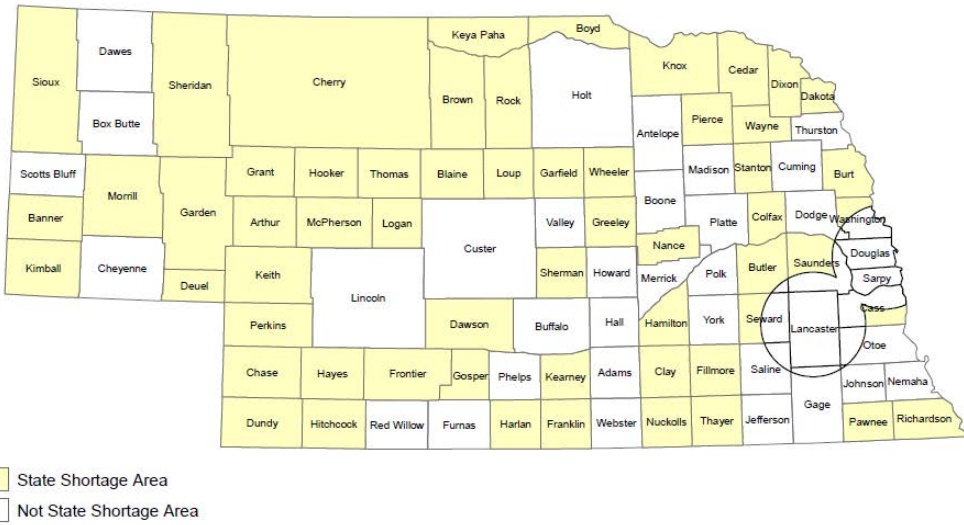 Keya Paha
Boyd
Dawes
Sioux
Sheridan
Cherry
Knox
Cedar
Dixon
Dakota
Brown
Rock
Holt
Box Butte
Pierce
Wayne
Thurston
Antelope
Scotts Bluff
Grant
Hooker
Thomas
Blaine
Loup
Garfield
Wheeler
Madison
Stanton
Cuming
Burt
Morrill
Garden
Boone
Banner
Arthur
McPherson
Logan
Valley
Greeley
Platte
Colfax
Dodge
Washington
Custer
Nance
Douglas
Kimball
Cheyenne
Keith
Sherman
Howard
Merrick
Polk
Butler
Saunders
Sarpy
Deuel
Lincoln
Cass
Perkins
Dawson
Buffalo
Hall
Hamilton
York
Seward
Lancaster
Otoe
Chase
Hayes
Frontier
Gosper
Phelps
Kearney
Adams
Clay
Fillmore
Saline
Johnson
Nemaha
Gage
Dundy
Hitchcock
Red Willow
Furnas
Harlan
Franklin
Webster
Nuckolls
Thayer
Jefferson
Pawnee
Richardson
State Shortage Area
Not State Shortage Area